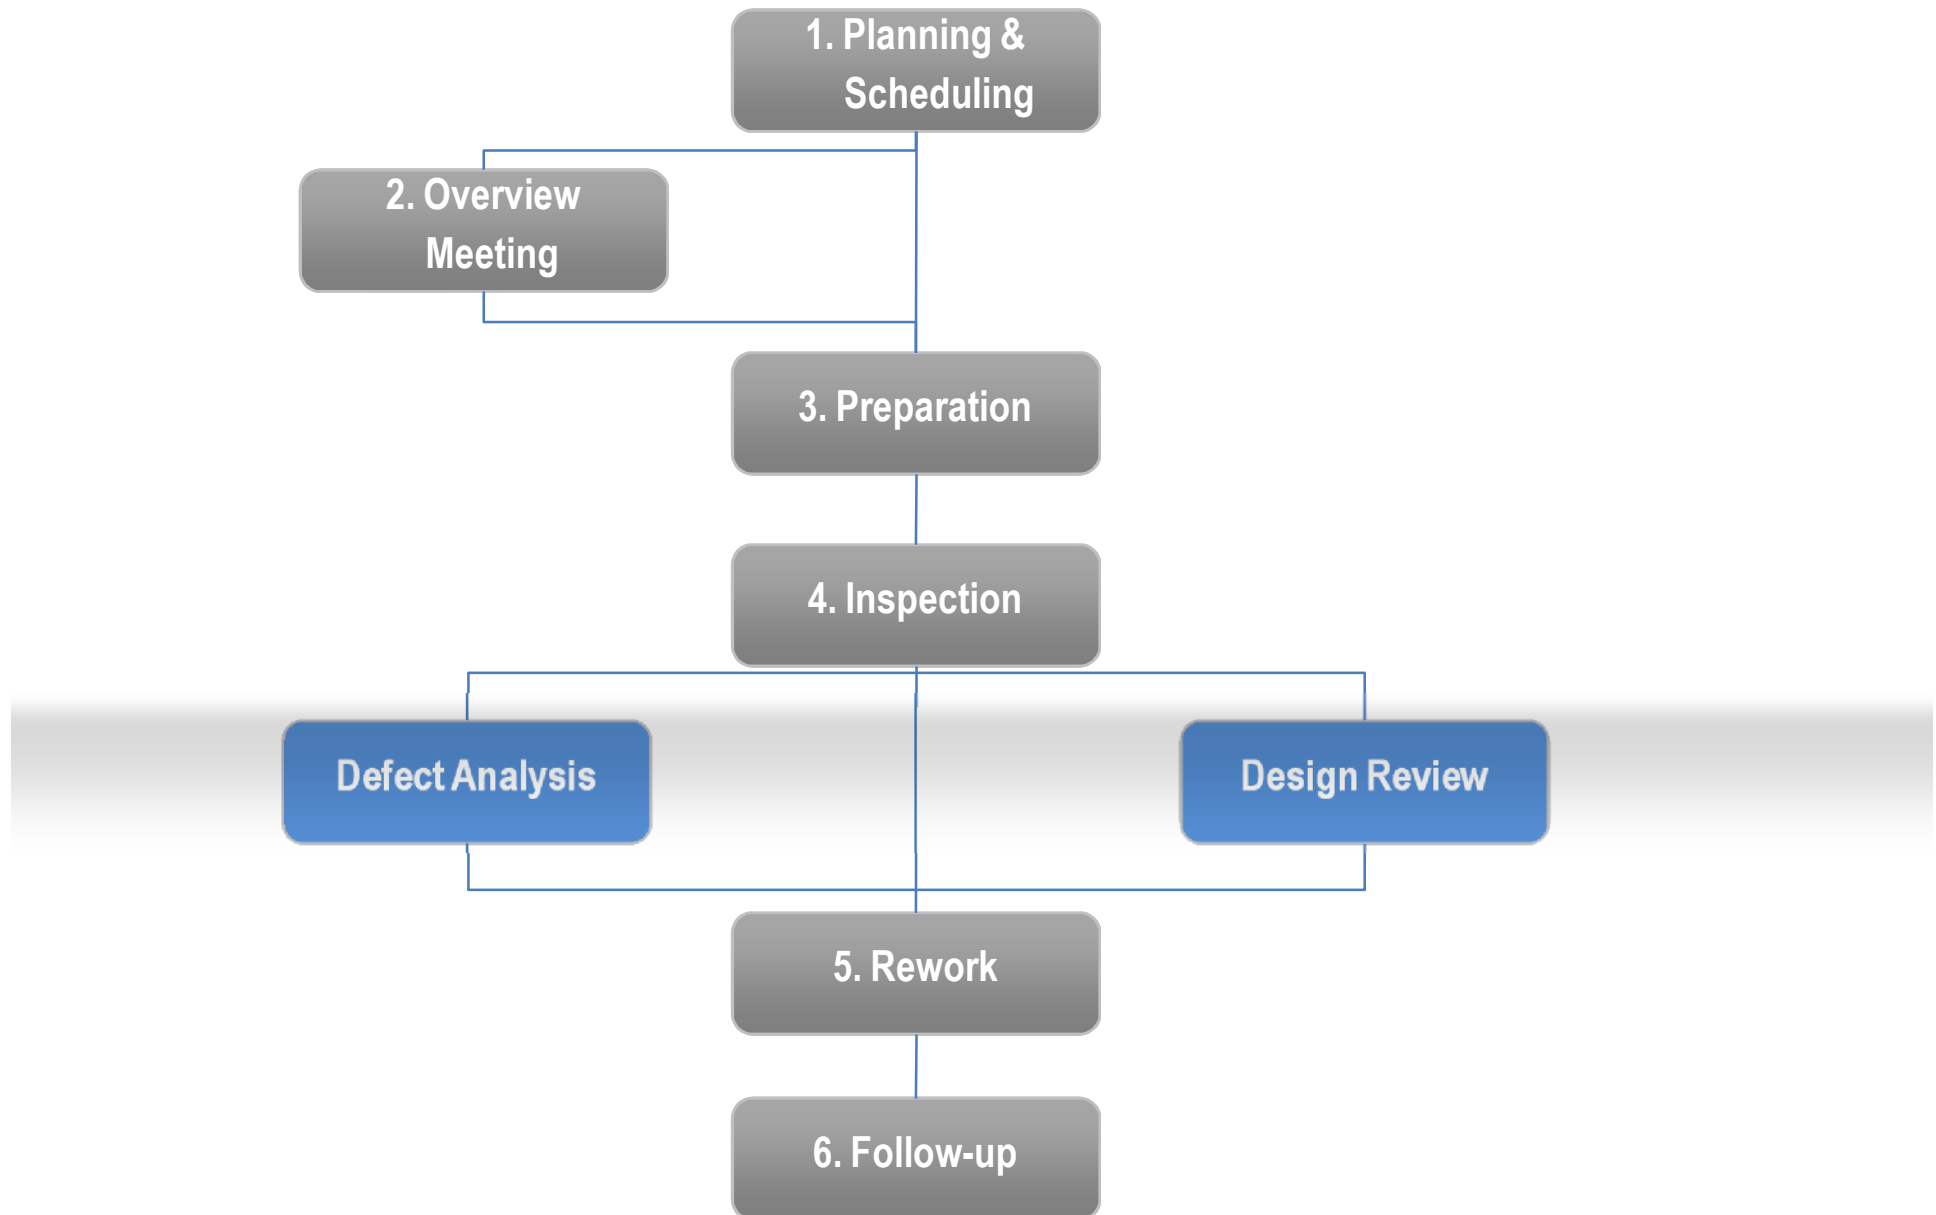 1. Planning &
Scheduling
2. Overview
Meeting
3. Preparation
4. Inspection
Defect Analysis
Design Review
5. Rework
6. Follow-up